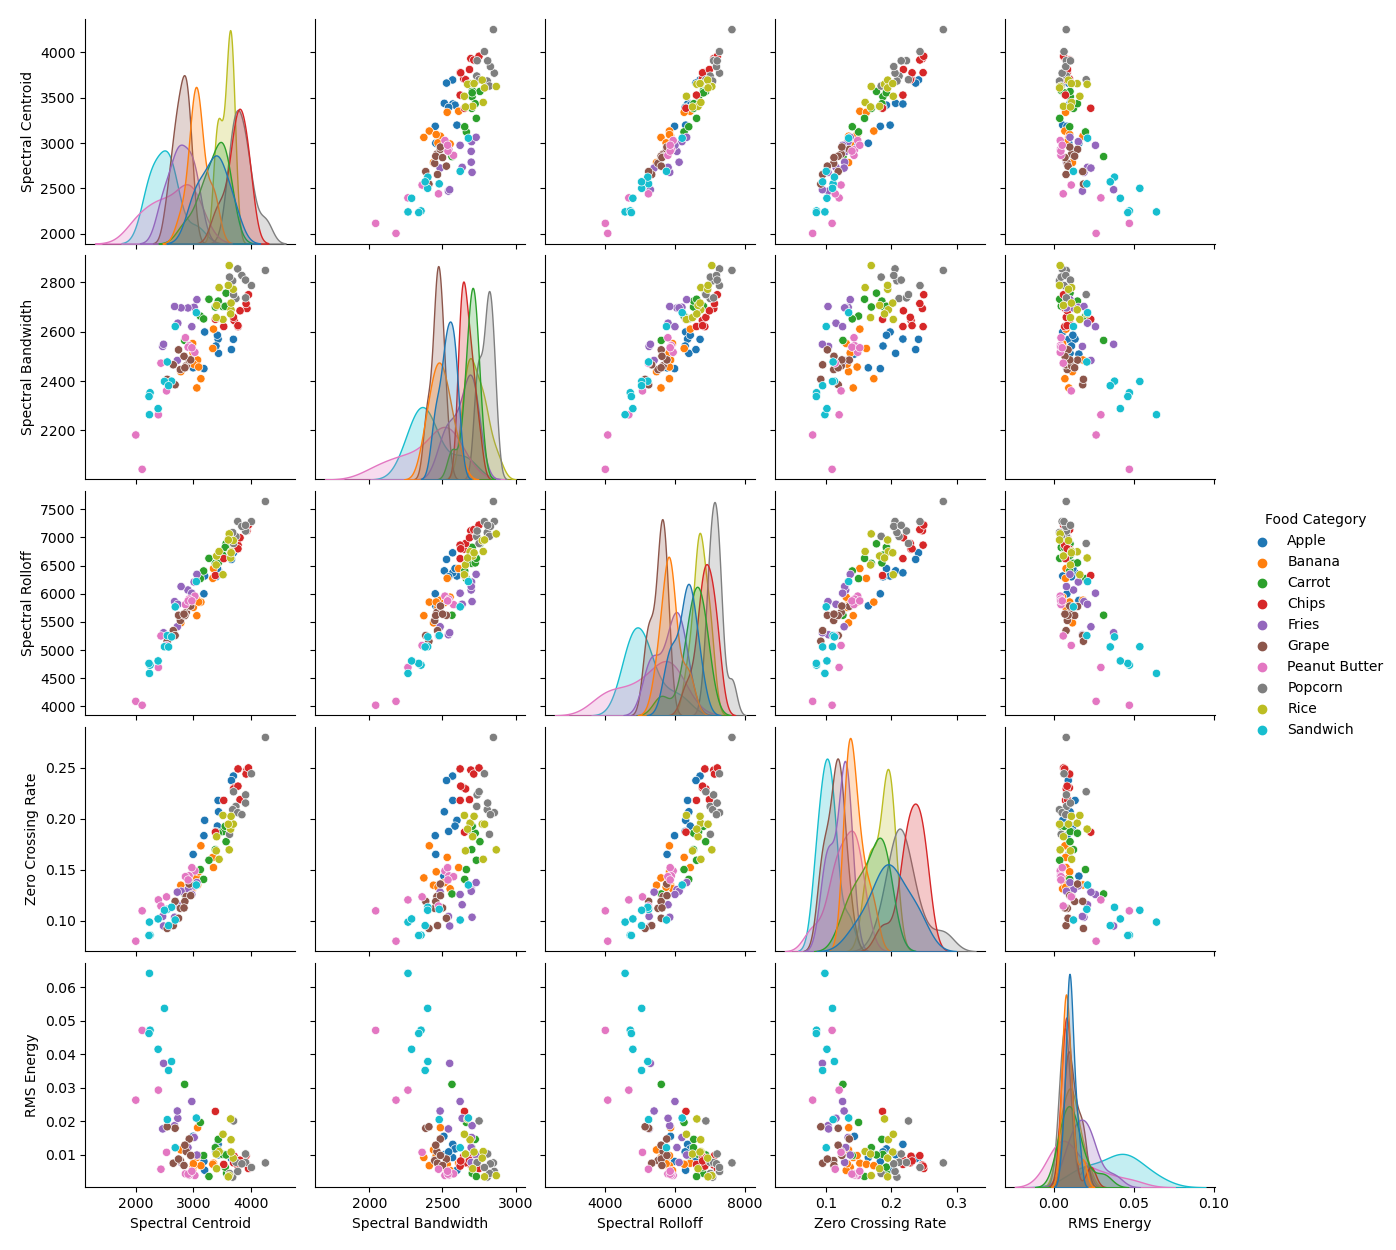 4000
3500
3000
2500
2000
Spectral Centroid
2800
2600
2400
2200
Spectral Bandwidth
7500
7000
6500
6000
5500
5000
4500
4000
Spectral Rolloff
Food Category
Apple
Banana
Carrot
Chips
Fries
Grape
Peanut Butter
Popcorn
Rice
Sandwich
0.25
0.20
0.15
0.10
Zero Crossing Rate
0.06
0.05
0.04
0.03
0.02
0.01
RMS Energy
2000 3000 4000 2000 2500 3000 4000 6000 8000 0.1 0.2 0.3 0.00 0.05 0.10
Spectral Centroid Spectral Bandwidth Spectral Rolloff Zero Crossing Rate RMS Energy